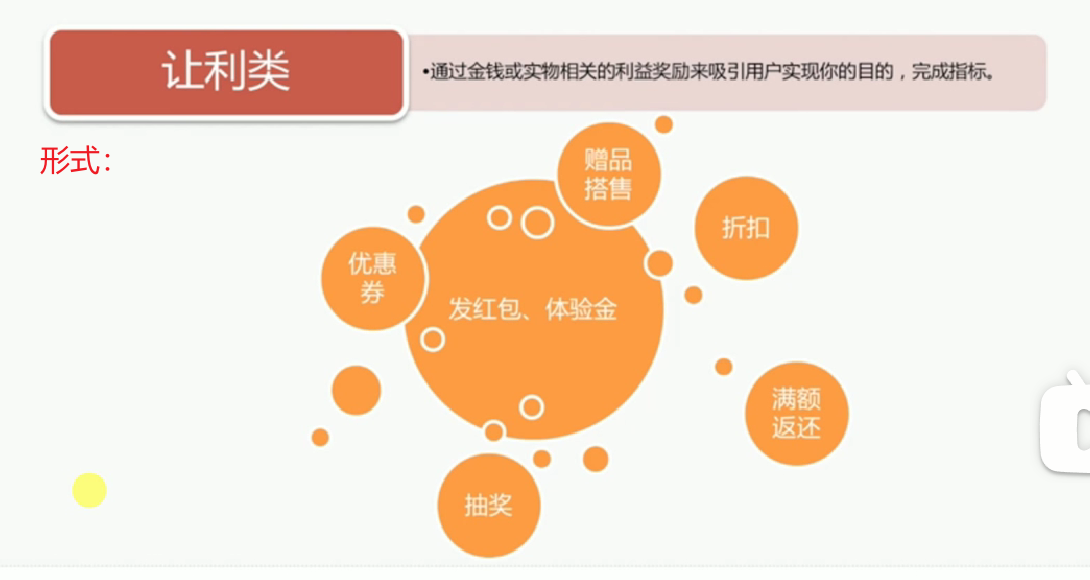 让利类
•通过金钱或实物相关的利益奖励来吸引用户实现你的目的，完成指标。
形式：
赠品
搭售
折扣
优惠
券
发红包、体验金
满额
返还
抽奖